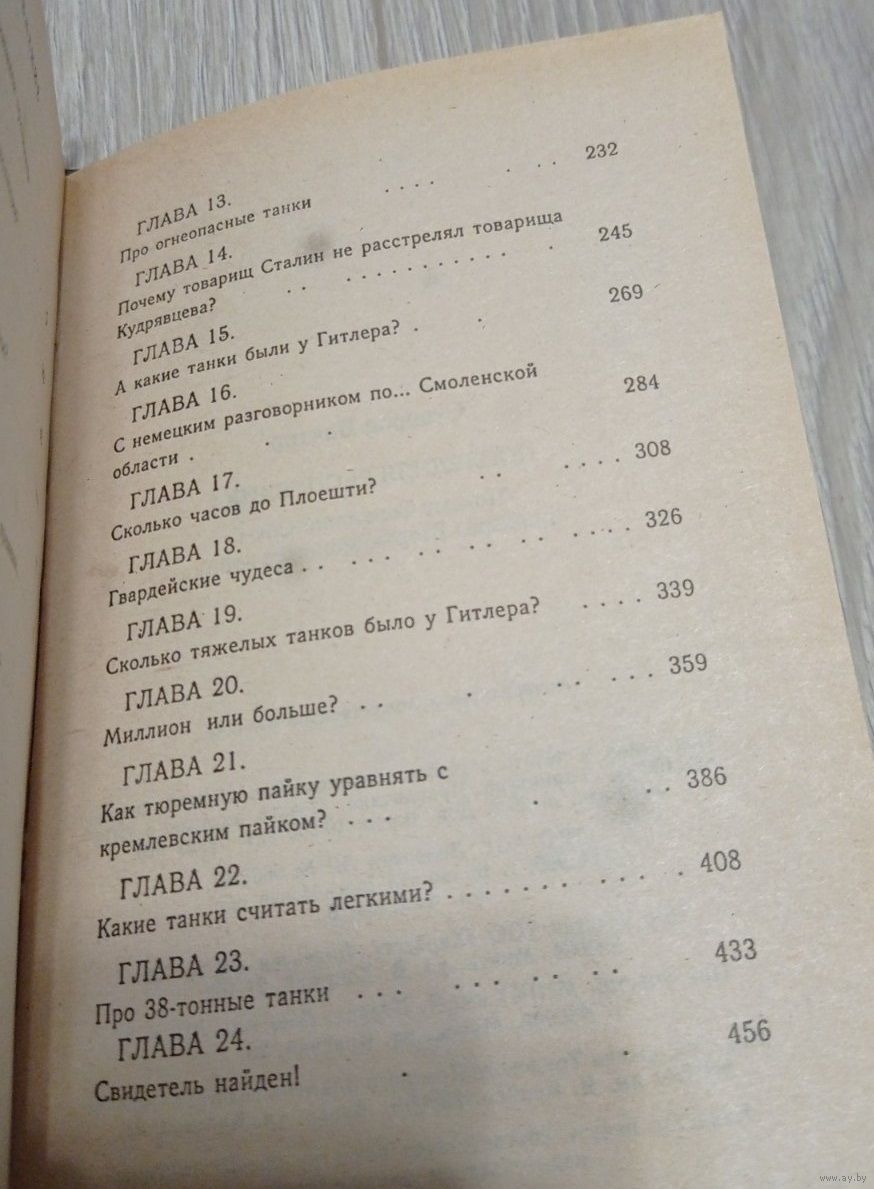 ГЛАВА 13.
Про огнеопасные танки . . . . . . . 232
ГЛАВА 14.
Почему товарищ Сталин не расстрелял товарища
Кудрявцева? . . . . . . . . . . . . . . 245
ГЛАВА 15.
А какие танки были у Гитлера? . . 269
ГЛАВА 16.
С немецким разговорником по... Смоленской
области . . . 284
ГЛАВА 17.
Сколько часов до Плоешти? . . . . . . 308
ГЛАВА 18.
Гвардейские чудеса . . . . . . . . . . . . . . . 326
ГЛАВА 19.
Сколько тяжелых танков было у Гитлера? . . . . 339
ГЛАВА 20.
Миллион или больше? . . . . . . . . 359
ГЛАВА 21.
Как тюремную пайку уравнять с
кремлевским пайком? . . . . . . 386
ГЛАВА 22.
Какие танки считать легкими? . . . . . . . . . . . 408
ГЛАВА 23.
Про 38-тонные танки . . . . . . . . . . 433
ГЛАВА 24.
Свидетель найден! . . 456
www.ay.by